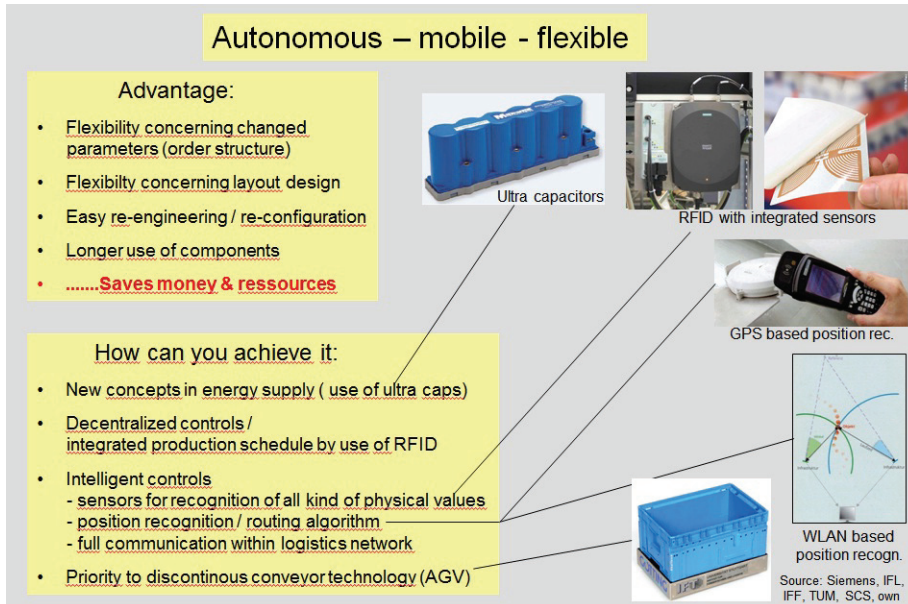 Autonomous – mobile - flexible
Advantage:
• Flexibility concerning changed
parameters (order structure)
• Flexibilty concerning layout design
• Easy re-engineering / re-configuration
• Longer use of components
• .......Saves money & ressources
Ultra capacitors
RFID with integrated sensors
GPS based position rec.
How can you achieve it:
• New concepts in energy supply ( use of ultra caps)
• Decentralized controls /
integrated production schedule by use of RFID
• Intelligent controls
- sensors for recognition of all kind of physical values
- position recognition / routing algorithm
- full communication within logistics network
• Priority to discontinous conveyor technology (AGV)
WLAN based
position recogn.
Source: Siemens, IFL,
IFF, TUM, SCS, own